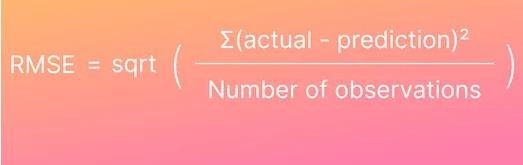 Σ(actual - prediction)²
RMSE = sqrt ( )
Number of observations